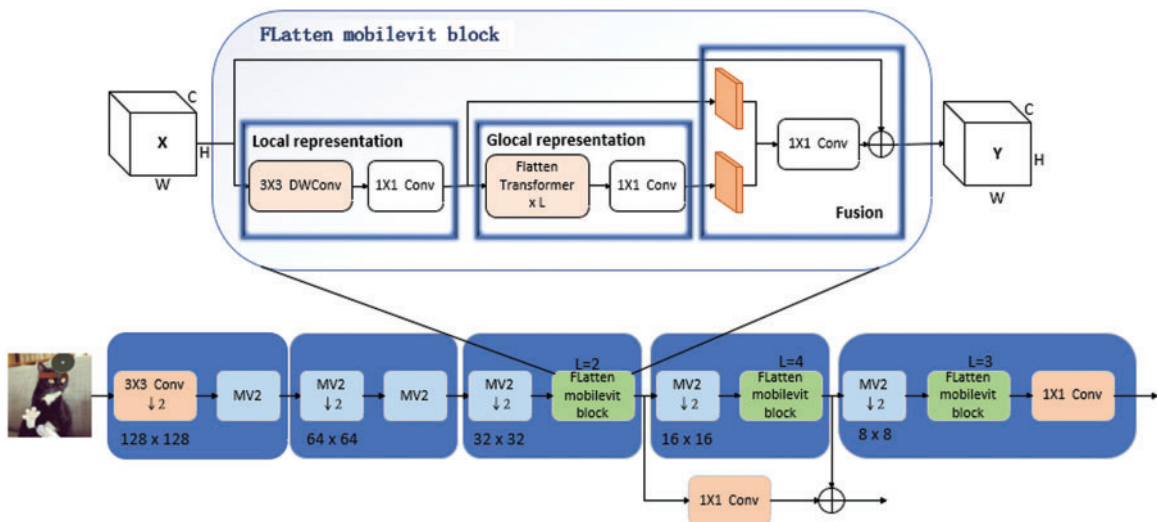 FLatten mobilevit block
C
X
H
W
Local representation
3X3 DWConv
1X1 Conv
Glocal representation
Flatten
Transformer
x L
1X1 Conv
1X1 Conv
Fusion
C
Y
H
W
3X3 Conv
↓2
MV2
128 x 128
MV2
↓2
MV2
64 x 64
MV2
↓2
32 x 32
L=2
FLatten
mobilevit
block
MV2
↓2
16 x 16
L=4
FLatten
mobilevit
block
MV2
↓2
8 x 8
L=3
FLatten
mobilevit
block
1X1 Conv
1X1 Conv